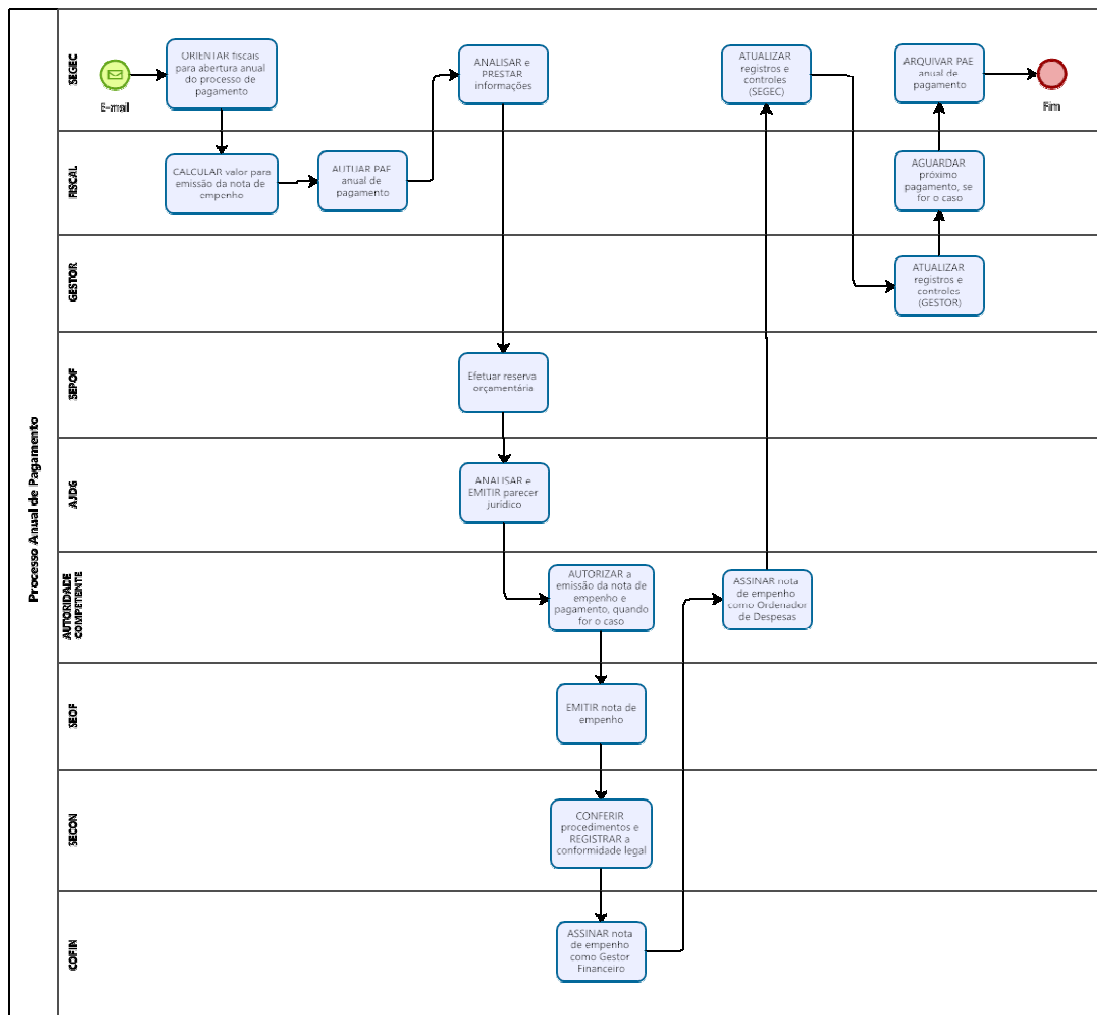 Processo Anual de Pagamento
SEGEC
E-mail
ORIENTAR fiscais
para abertura anual
do processo de
pagamento
ANALISAR e
PRESTAR
informações
ATUALIZAR
registros e
controles
(SEGEC)
ARQUIVAR PAE
anual de
pagamento
Fim
FISCAL
CALCULAR valor para
emissão da nota de
empenho
AUTUAR PAE
anual de
pagamento
AGUARDAR
próximo
pagamento, se
for o caso
GESTOR
ATUALIZAR
registros e
controles
(GESTOR)
SEPOF
Efetuar reserva
orçamentária
AJDG
ANALISAR e
EMITIR parecer
jurídico
AUTORIDADE
COMPETENTE
AUTORIZAR a
emissão da nota de
empenho e
pagamento, quando
for o caso
ASSINAR nota
de empenho
como Ordenador
de Despesas
SEOF
EMITIR nota de
empenho
SECON
CONFERIR
procedimentos e
REGISTRAR a
conformidade legal
COFIN
ASSINAR nota
de empenho
como Gestor
Financeiro